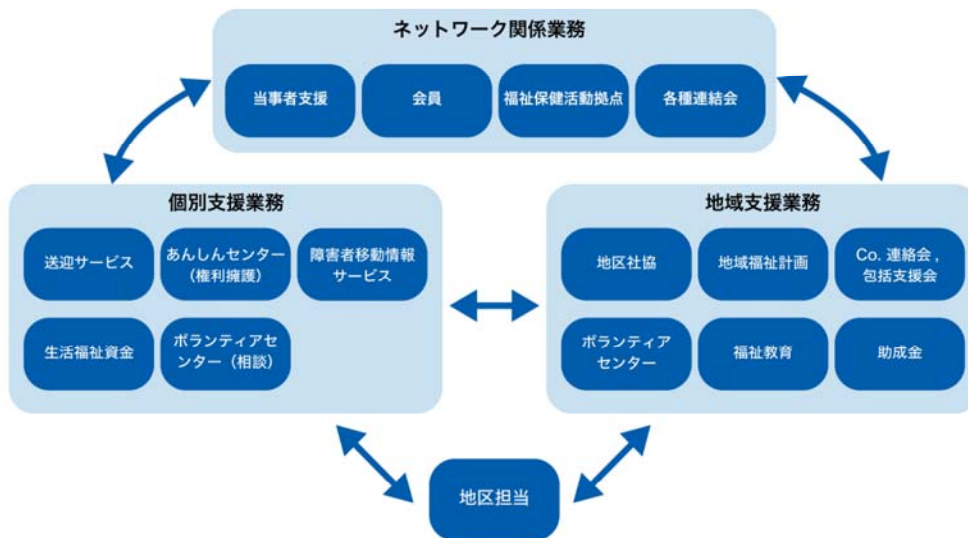 ネットワーク関係業務
当事者支援
会員
福祉保健活動拠点
各種連結会
個別支援業務
送迎サービス
あんしんセンター
（権利擁護）
障害者移動情報
サービス
生活福祉資金
ボランティアセ
ンター（相談）
地域支援業務
地区社協
地域福祉計画
Co. 連絡会 ,
包括支援会
ボランティア
センター
福祉教育
助成金
地区担当